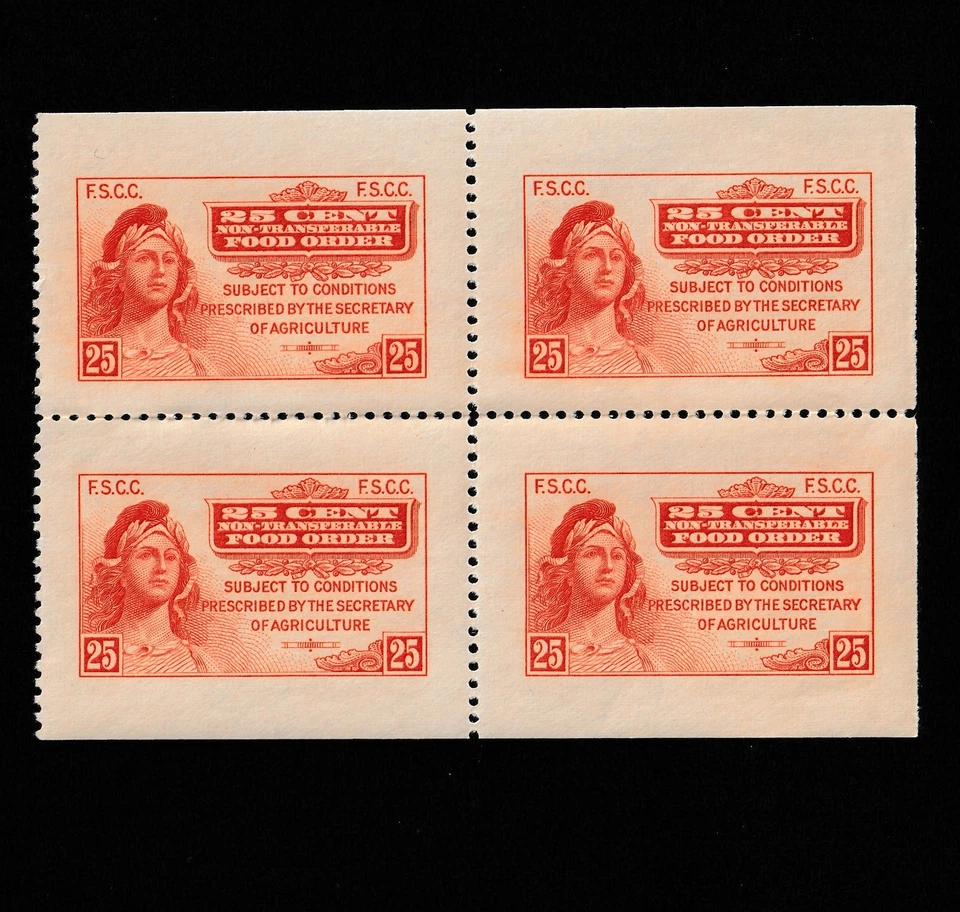 F.S.C.C. F.S.C.C.
25 CENT
NON-TRANSFERABLE
FOOD ORDER
SUBJECT TO CONDITIONS
PRESCRIBED BY THE SECRETARY
OF AGRICULTURE
25 25
F.S.C.C. F.S.C.C.
25 CENT
NON-TRANSFERABLE
FOOD ORDER
SUBJECT TO CONDITIONS
PRESCRIBED BY THE SECRETARY
OF AGRICULTURE
25 25
F.S.C.C. F.S.C.C.
25 CENT
NON-TRANSFERABLE
FOOD ORDER
SUBJECT TO CONDITIONS
PRESCRIBED BY THE SECRETARY
OF AGRICULTURE
25 25
F.S.C.C. F.S.C.C.
25 CENT
NON-TRANSFERABLE
FOOD ORDER
SUBJECT TO CONDITIONS
PRESCRIBED BY THE SECRETARY
OF AGRICULTURE
25 25